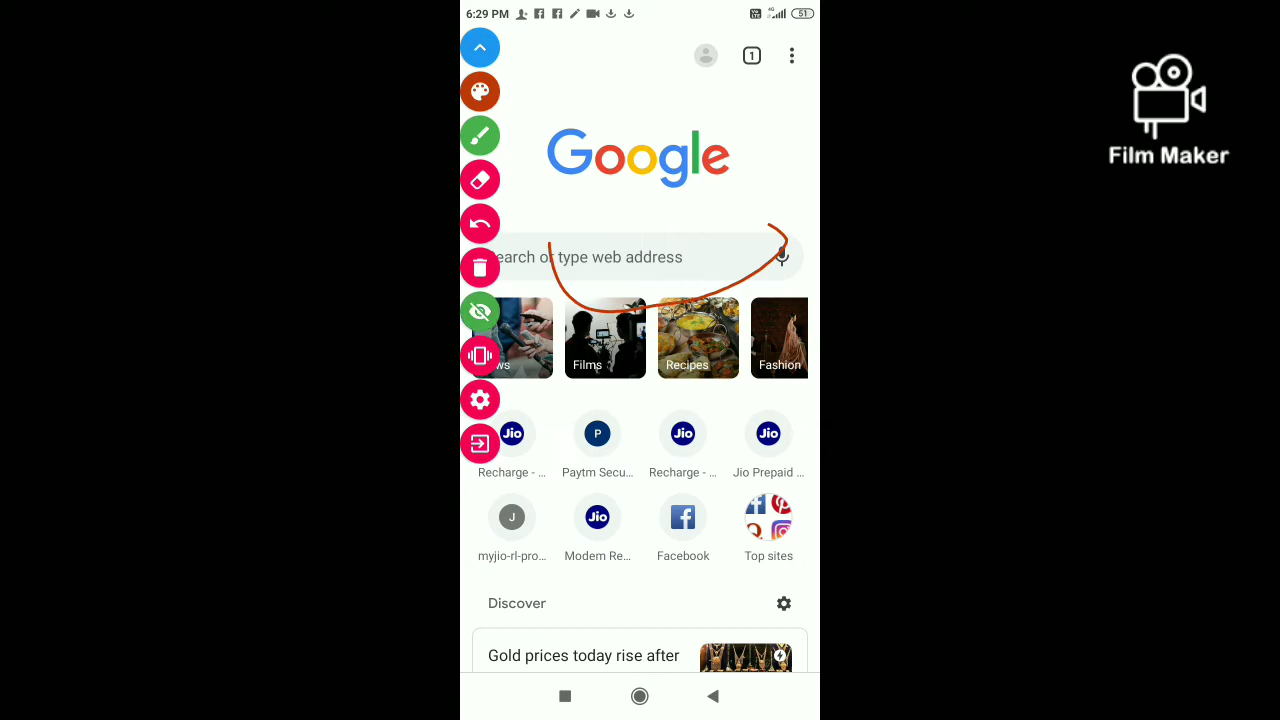 6:29 PM
51
1
Film Maker
Google
earch or type web address
ws
Films
Recipes
Fashion
Jio
P
Jio
Jio
Recharge - ...
Paytm Secu...
Recharge - ...
Jio Prepaid ...
J
Jio
myjio-rl-pro...
Modem Re...
Facebook
Top sites
Discover
Gold prices today rise after